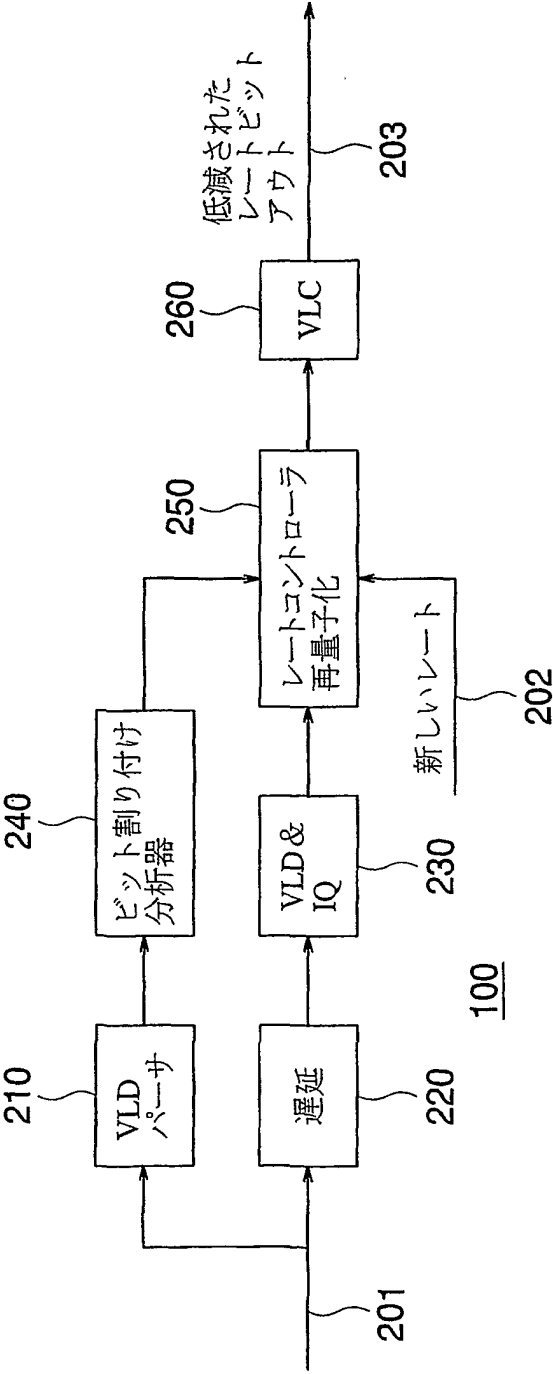 201
210
VLD
パーサ
240
ビット割り付け
分析器
220
遅延
230
VLD&
IQ
250
レートコントローラ
再量子化
新しいレート
202
260
VLC
低減された
レートビット
アウト
203
100